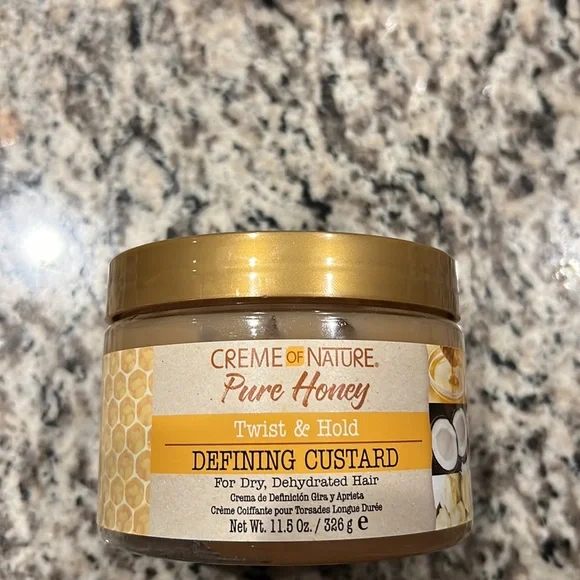 CREME OF NATURE®
Pure Honey
Twist & Hold
DEFINING CUSTARD
For Dry, Dehydrated Hair
Crema de Definición Gira y Aprieta
Crème Coiffante pour Torsades Longue Durée
Net Wt. 11.5 Oz. / 326 g ℮